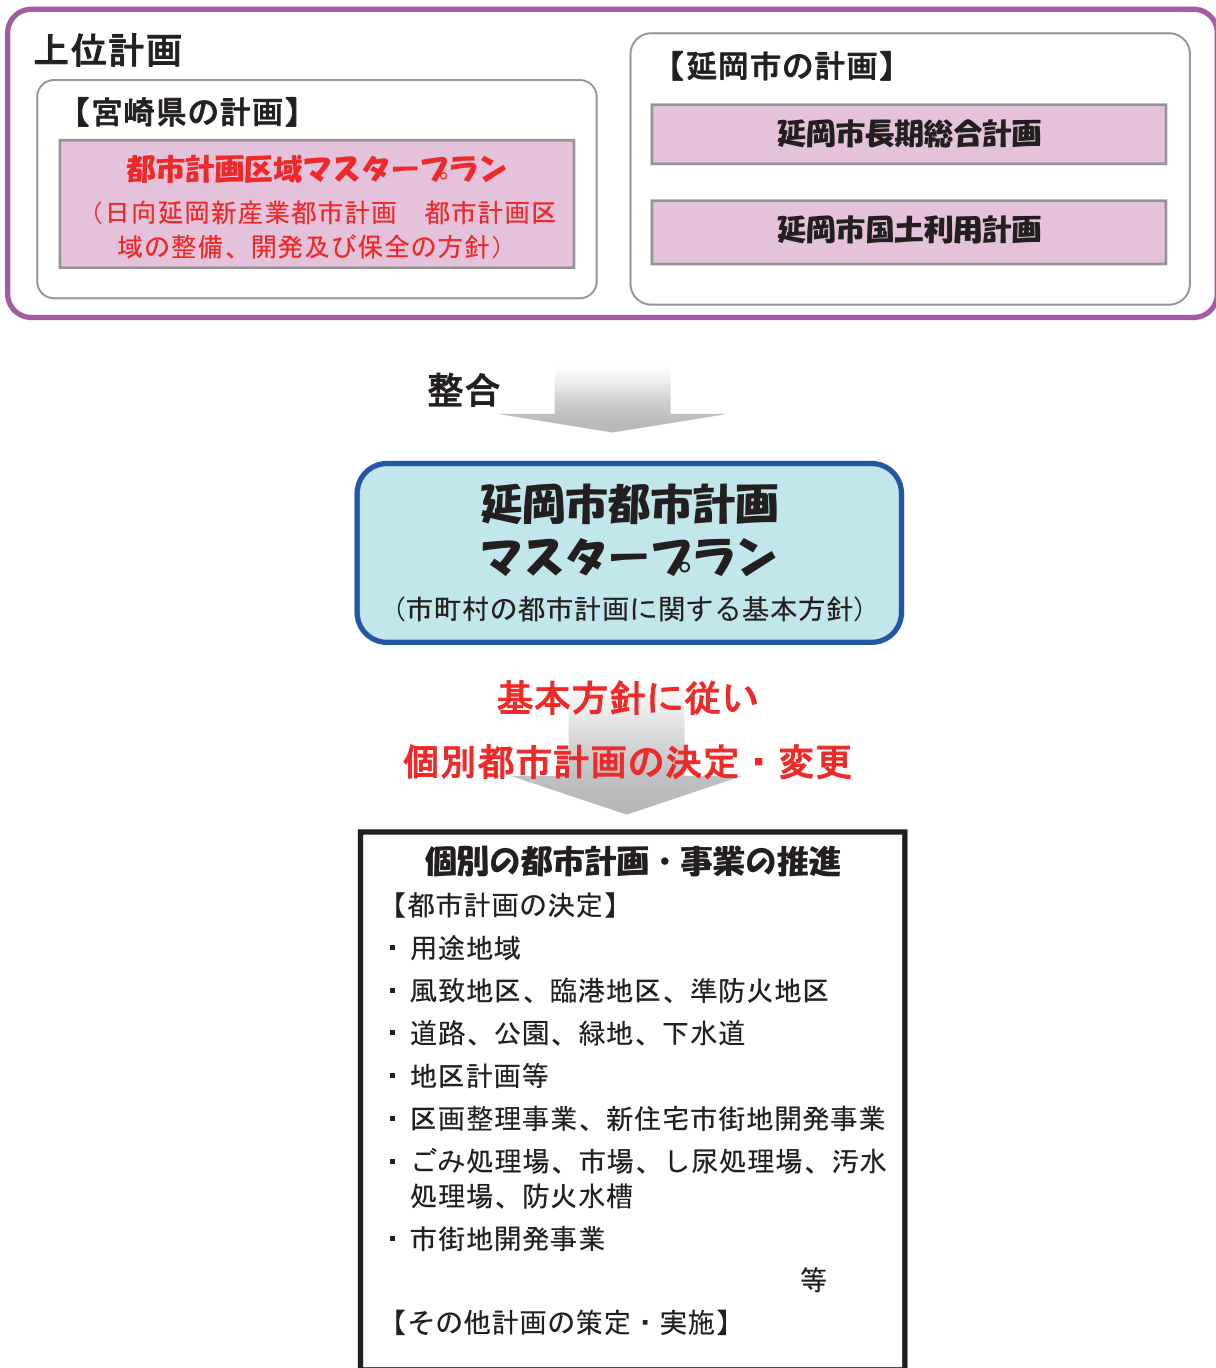 上位計画
【宮崎県の計画】
都市計画区域マスタープラン
（日向延岡新産業都市計画　都市計画区
域の整備、開発及び保全の方針）
【延岡市の計画】
延岡市長期総合計画
延岡市国土利用計画
整合
延岡市都市計画
マスタープラン
（市町村の都市計画に関する基本方針）
基本方針に従い
個別都市計画の決定・変更
個別の都市計画・事業の推進
【都市計画の決定】
・用途地域
・風致地区、臨港地区、準防火地区
・道路、公園、緑地、下水道
・地区計画等
・区画整理事業、新住宅市街地開発事業
・ごみ処理場、市場、し尿処理場、汚水
処理場、防火水槽
・市街地開発事業
等
【その他計画の策定・実施】